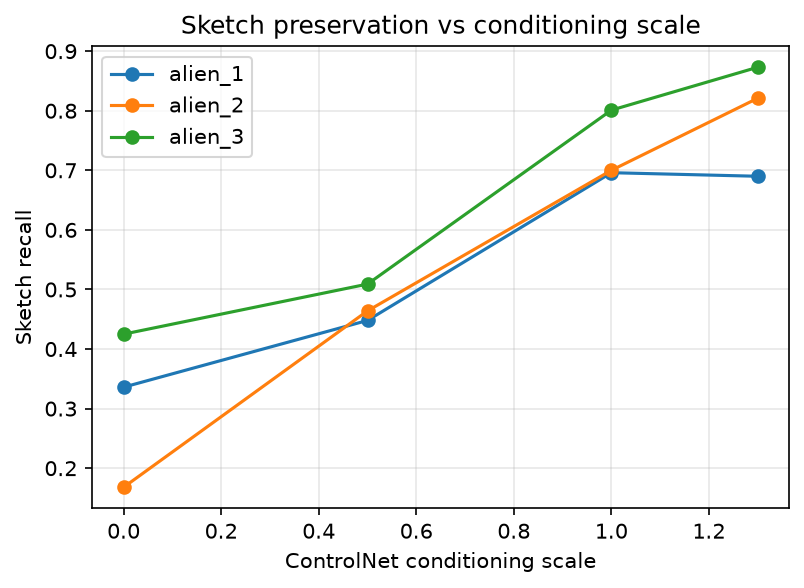 Sketch preservation vs conditioning scale
alien_1
alien_2
alien_3
Sketch recall
0.9
0.8
0.7
0.6
0.5
0.4
0.3
0.2
0.0 0.2 0.4 0.6 0.8 1.0 1.2
ControlNet conditioning scale